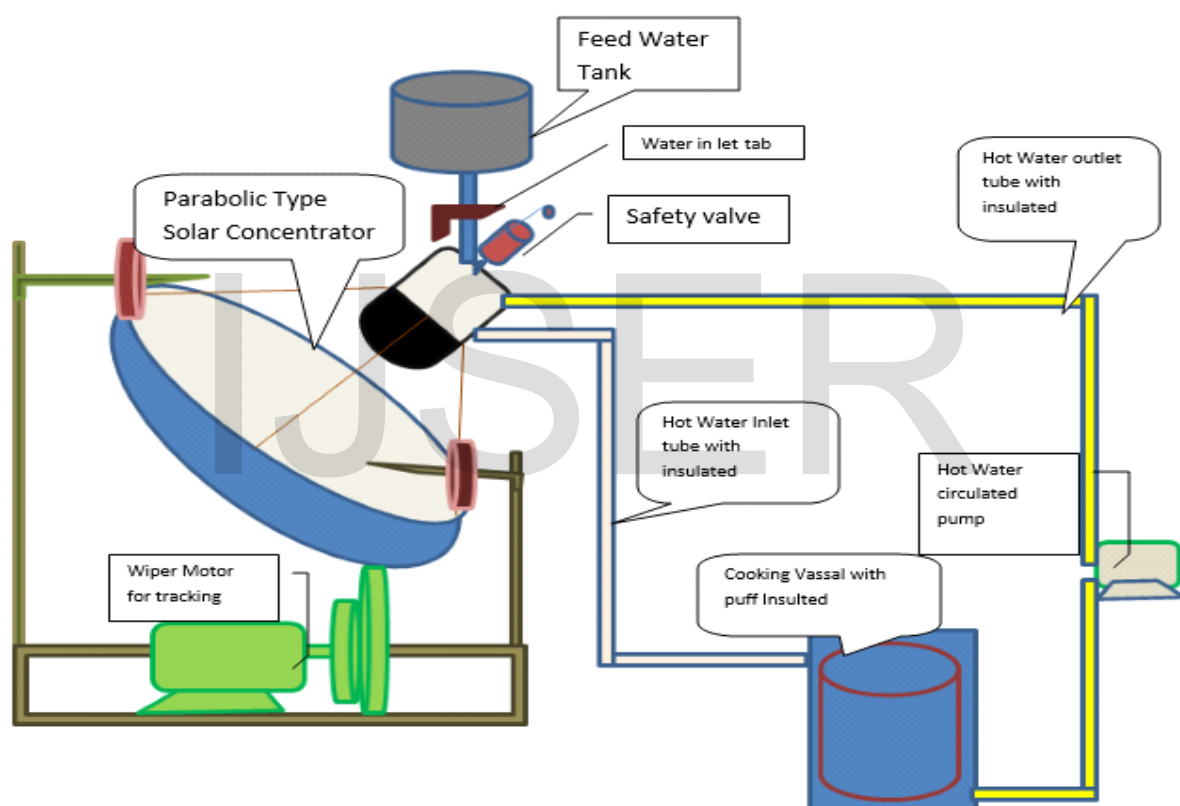 Feed Water
Tank
Water in let tab
Hot Water outlet
tube with
insulated
Parabolic Type
Solar Concentrator
Safety valve
IJSER
Hot Water Inlet
tube with
insulated
Hot Water
circulated
pump
Wiper Motor
for tracking
Cooking Vassal with
puff Insulted